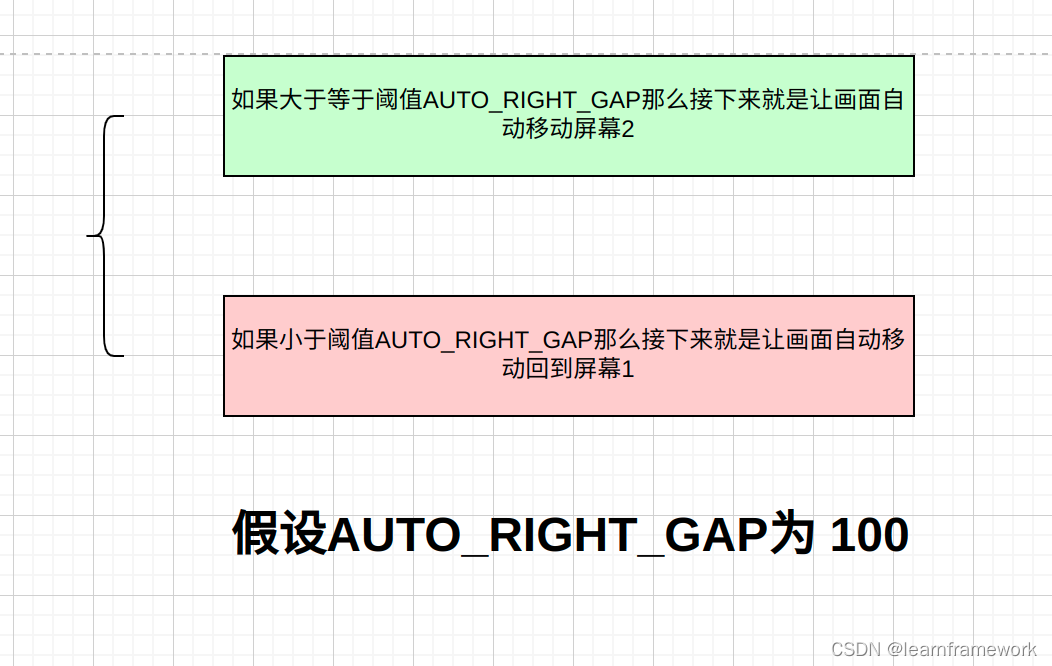 如果大于等于阈值AUTO_RIGHT_GAP那么接下来就是让画面自
动移动屏幕2
如果小于阈值AUTO_RIGHT_GAP那么接下来就是让画面自动移
动回到屏幕1
假设AUTO_RIGHT_GAP为 100
CSDN @learnframework